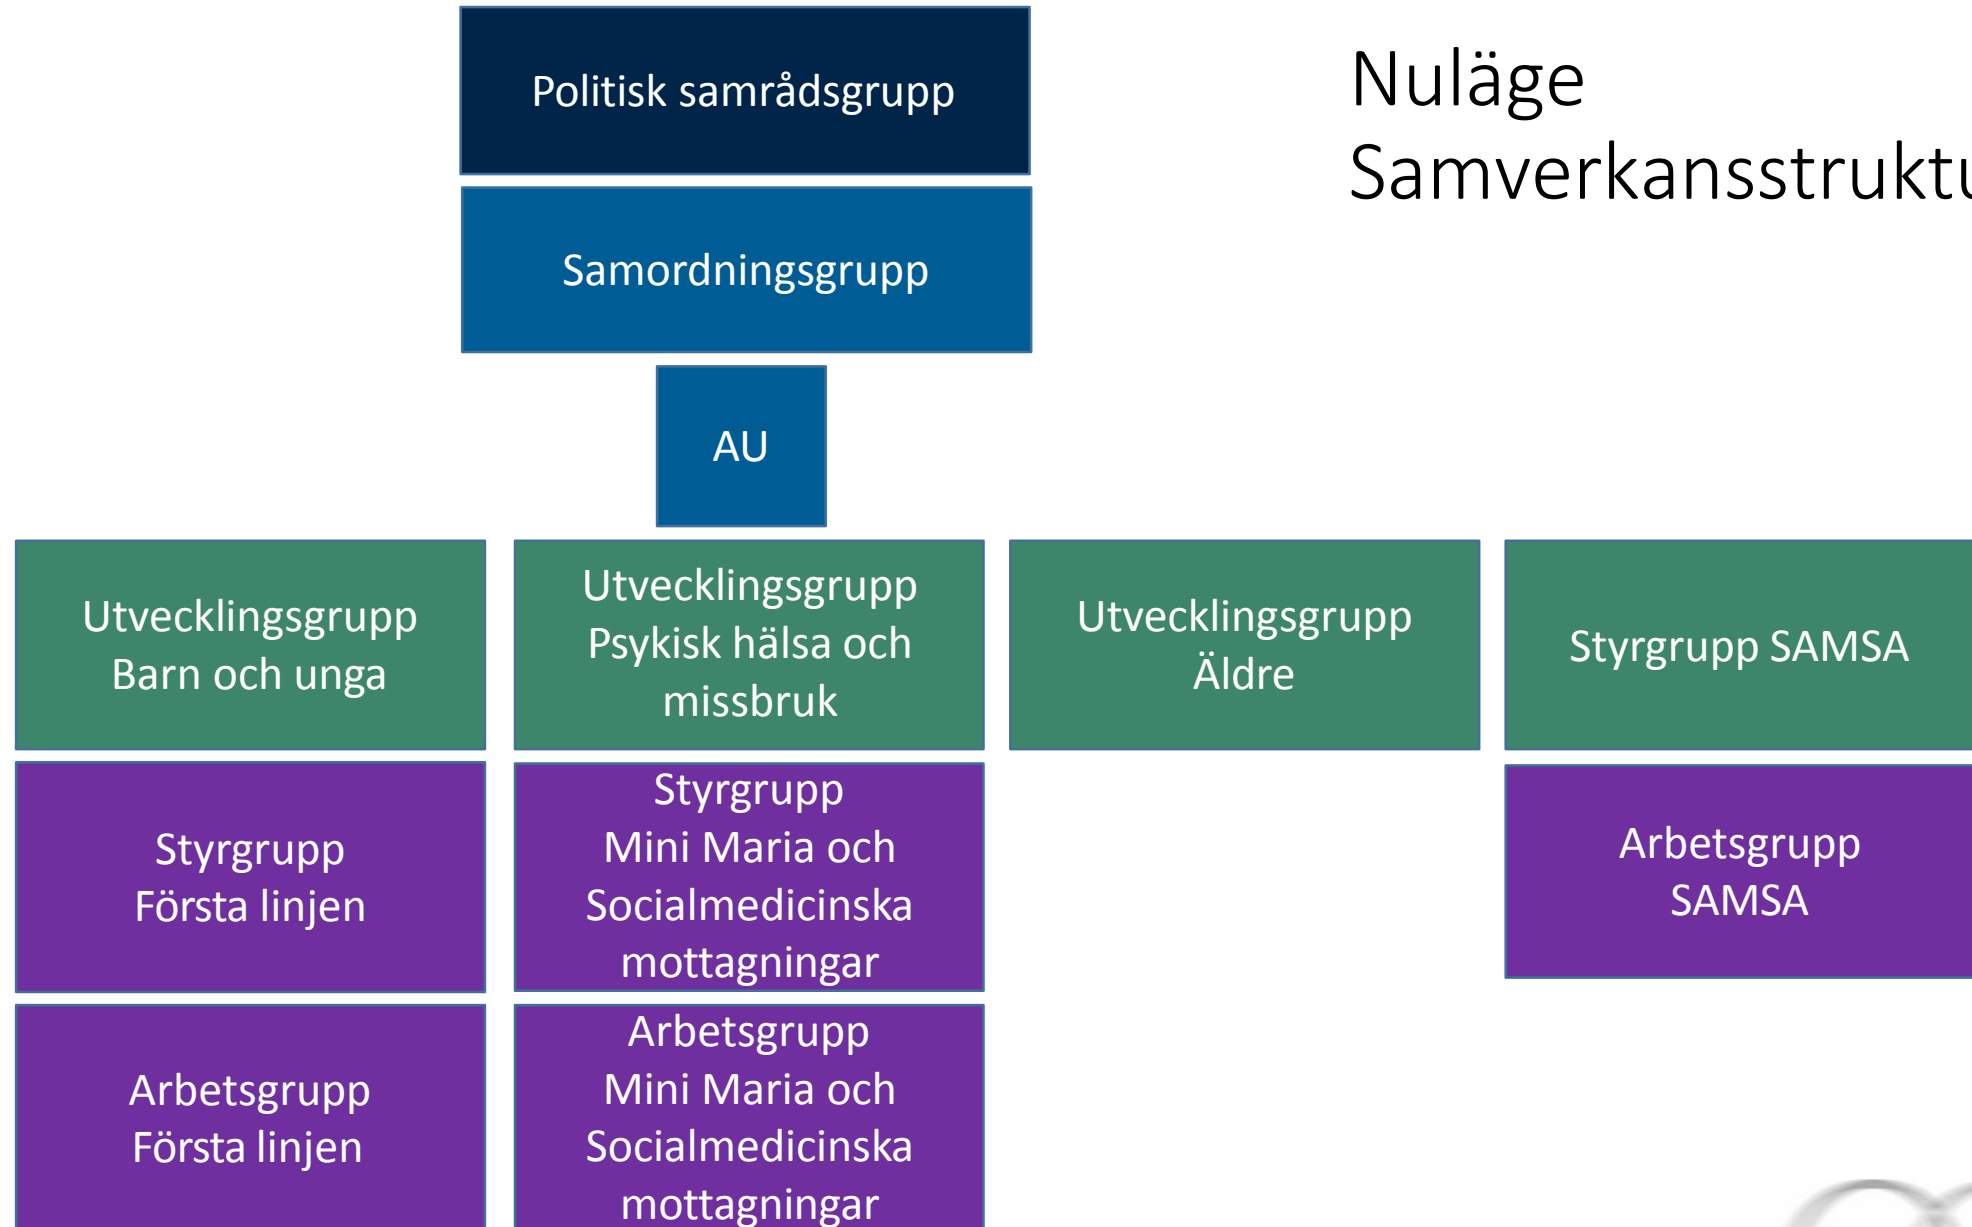 Nuläge
Samverkansstruktu
Politisk samrådsgrupp
Samordningsgrupp
AU
Utvecklingsgrupp
Barn och unga
Utvecklingsgrupp
Psykisk hälsa och
missbruk
Utvecklingsgrupp
Äldre
Styrgrupp SAMSA
Styrgrupp
Första linjen
Styrgrupp
Mini Maria och
Socialmedicinska
mottagningar
Arbetsgrupp
SAMSA
Arbetsgrupp
Första linjen
Arbetsgrupp
Mini Maria och
Socialmedicinska
mottagningar